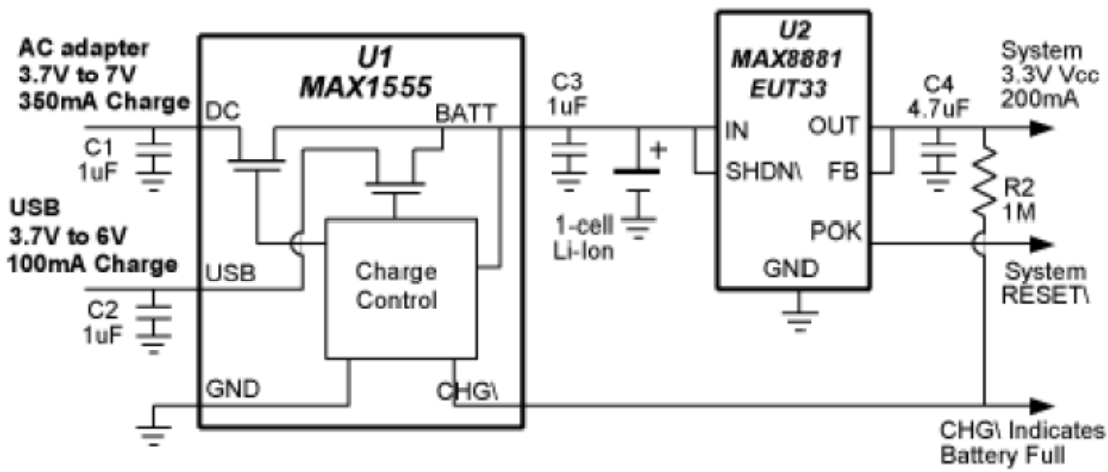 AC adapter
3.7V to 7V
350mA Charge
C1
1uF
USB
3.7V to 6V
100mA Charge
C2
1uF
U1
MAX1555
DC
BATT
USB
Charge
Control
GND
CHG\
C3
1uF
1-cell
Li-Ion
+
U2
MAX8881
EUT33
IN
OUT
SHDN\
FB
POK
GND
C4
4.7uF
System
3.3V Vcc
200mA
R2
1M
System
RESET\
CHG\ Indicates
Battery Full